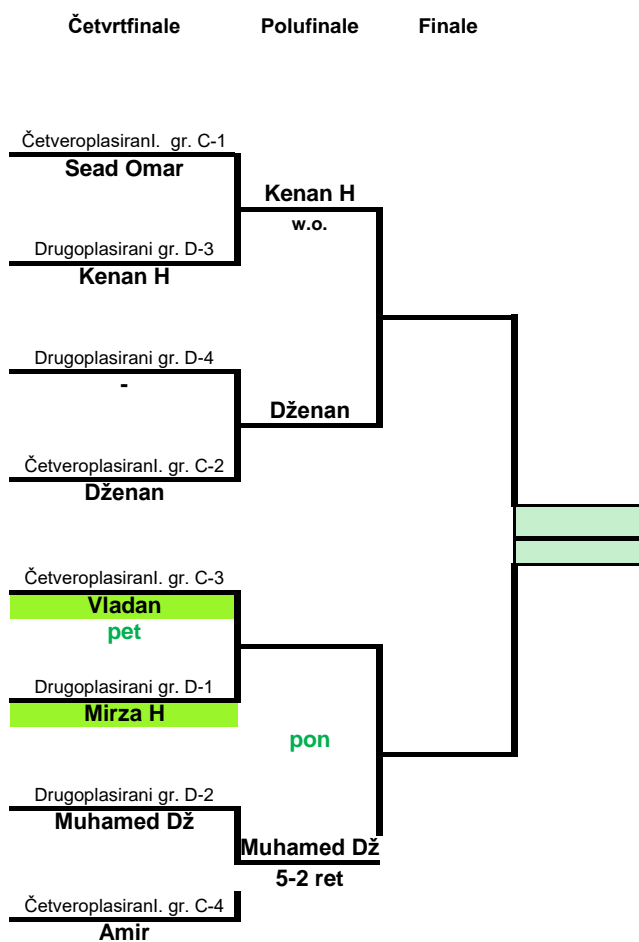 Četvrtfinale Polufinale Finale
Četveroplasiranl. gr. C-1
Sead Omar
Kenan H
w.o.
Drugoplasirani gr. D-3
Kenan H
Drugoplasirani gr. D-4
-
Dženan
Četveroplasiranl. gr. C-2
Dženan
Četveroplasiranl. gr. C-3
Vladan
pet
Drugoplasirani gr. D-1
Mirza H
pon
Drugoplasirani gr. D-2
Muhamed Dž
Muhamed Dž
5-2 ret
Četveroplasiranl. gr. C-4
Amir